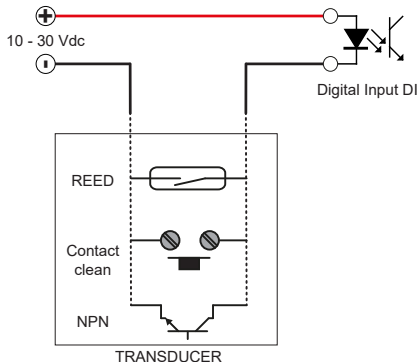 10 - 30 Vdc
Digital Input DI
REED
Contact
clean
NPN
TRANSDUCER